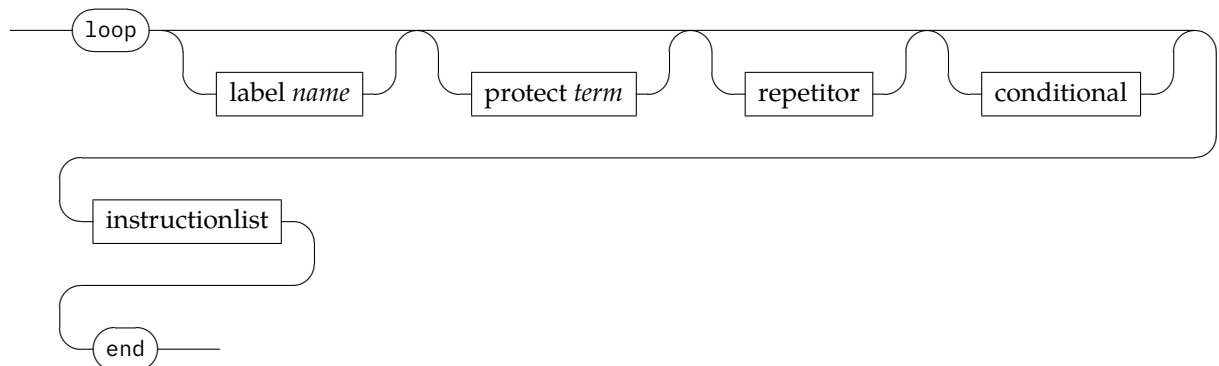 loop
label name protect term repetitor conditional
instructionlist
end